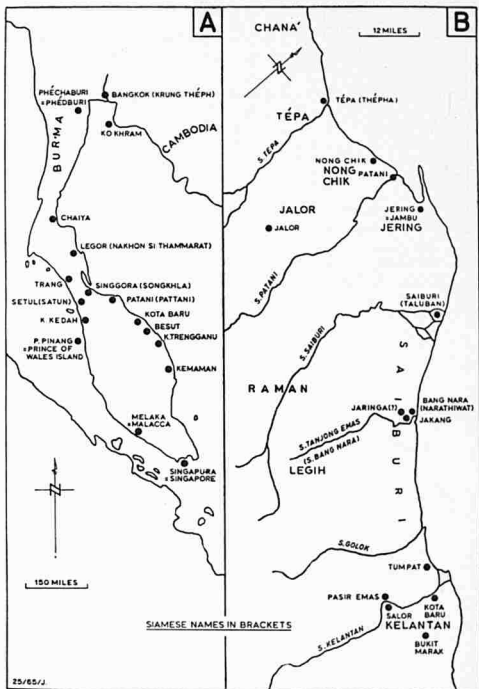 A
PHÉCHABURI
=PHÉDBURI
BANGKOK (KRUNG THÉPH)
KO KHRAM
CAMBODIA
BURMA
CHAIYA
LEGOR (NAKHON SI THAMMARAT)
TRANG
SINGGORA (SONGKHLA)
SETUL (SATUN)
PATANI (PATTANI)
K. KEDAH
KOTA BARU
BESUT
K.TRENGGANU
P. PINANG
=PRINCE OF
WALES ISLAND
KEMAMAN
MELAKA
=MALACCA
SINGAPURA
=SINGAPORE
150 MILES
25/65/J.
B
CHANA'
12 MILES
TÉPA (THÉPHA)
TÉPA
S. TEPA
NONG CHIK
NONG
CHIK
PATANI
JALOR
JALOR
JERING
=JAMBU
JERING
S. PATANI
SAIBURI
(TALUBAN)
S. SAIBURI
SAIBURI
RAMAN
JARINGA(?)
BANG NARA
(NARATHIWAT)
JAKANG
S. TANJONG EMAS
(S. BANG NARA)
LEGIH
S. GOLOK
TUMPAT
PASIR EMAS
SALOR
KOTA
BARU
KELANTAN
S. KELANTAN
BUKIT
MARAK
SIAMESE NAMES IN BRACKETS